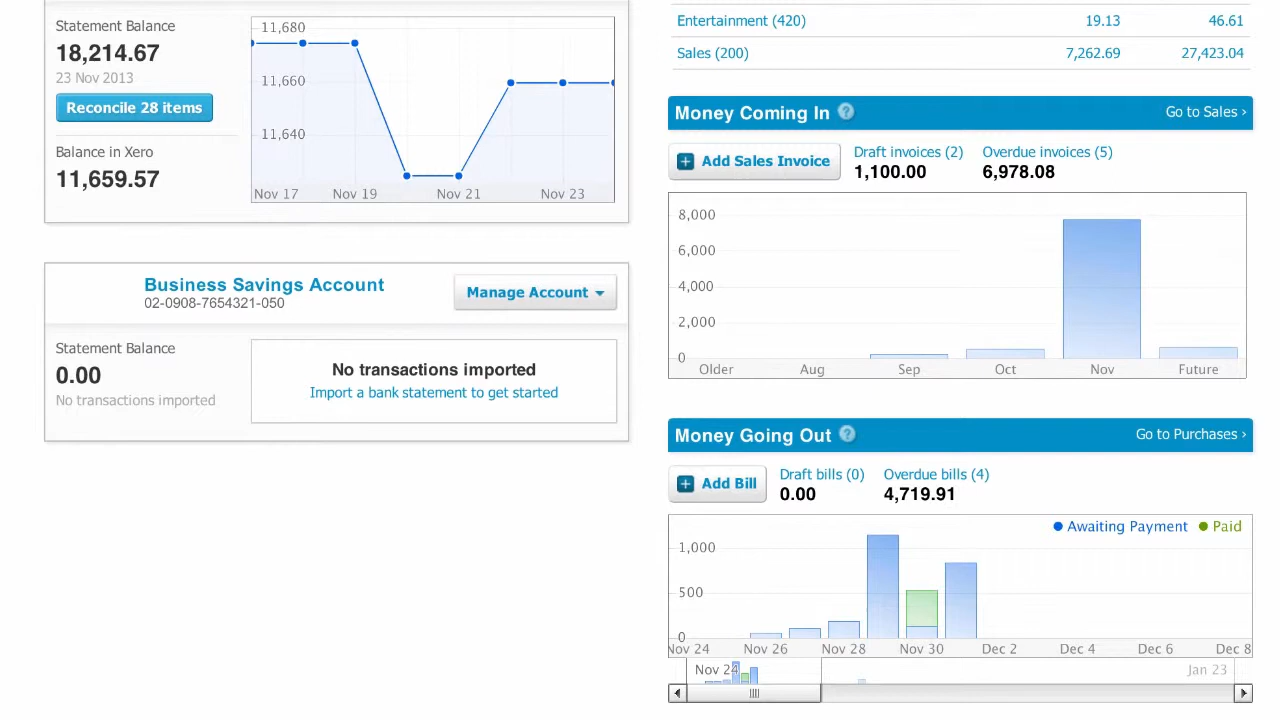 Statement Balance
18,214.67
23 Nov 2013
Reconcile 28 items
Balance in Xero
11,659.57
11,680
11,660
11,640
Nov 17 Nov 19 Nov 21 Nov 23
Business Savings Account
02-0908-7654321-050
Manage Account
Statement Balance
0.00
No transactions imported
No transactions imported
Import a bank statement to get started
Entertainment (420) 19.13 46.61
Sales (200) 7,262.69 27,423.04
Money Coming In ? Go to Sales ›
Add Sales Invoice
Draft invoices (2) Overdue invoices (5)
1,100.00 6,978.08
8,000
6,000
4,000
2,000
0
Older Aug Sep Oct Nov Future
Money Going Out ? Go to Purchases ›
Add Bill
Draft bills (0) Overdue bills (4)
0.00 4,719.91
Awaiting Payment Paid
1,000
500
0
Nov 24 Nov 26 Nov 28 Nov 30 Dec 2 Dec 4 Dec 6 Dec 8
Nov 24 Jan 23